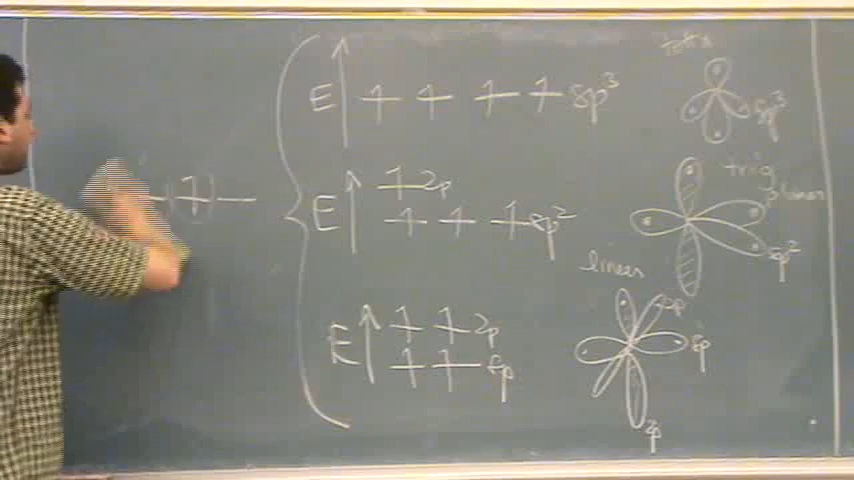 E sp³
tetra
sp³
E 2p
sp²
trig
planar
sp²
linear
E 2p
sp
2p
sp
2p